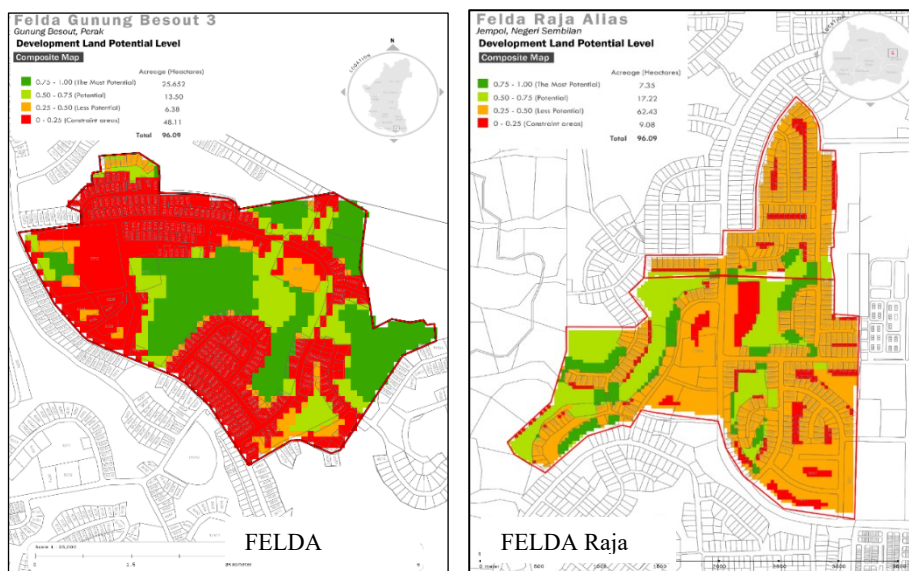 Felda Gunung Besout 3
Gunung Besout, Perak
Development Land Potential Level
Composite Map
Acreage (Heactares)
0.75 - 1.00 (The Most Potential) 25.652
0.50 - 0.75 (Potential) 13.50
0.25 - 0.50 (Less Potential) 6.38
0 - 0.25 (Constraint areas) 48.11
Total 96.09
N
FELDA
Felda Raja Alias
Jempol, Negeri Sembilan
Development Land Potential Level
Composite Map
Acreage (Heactares)
0.75 - 1.00 (The Most Potential) 7.35
0.50 - 0.75 (Potential) 17.22
0.25 - 0.50 (Less Potential) 62.43
0 - 0.25 (Constraint areas) 9.08
Total 96.09
FELDA Raja